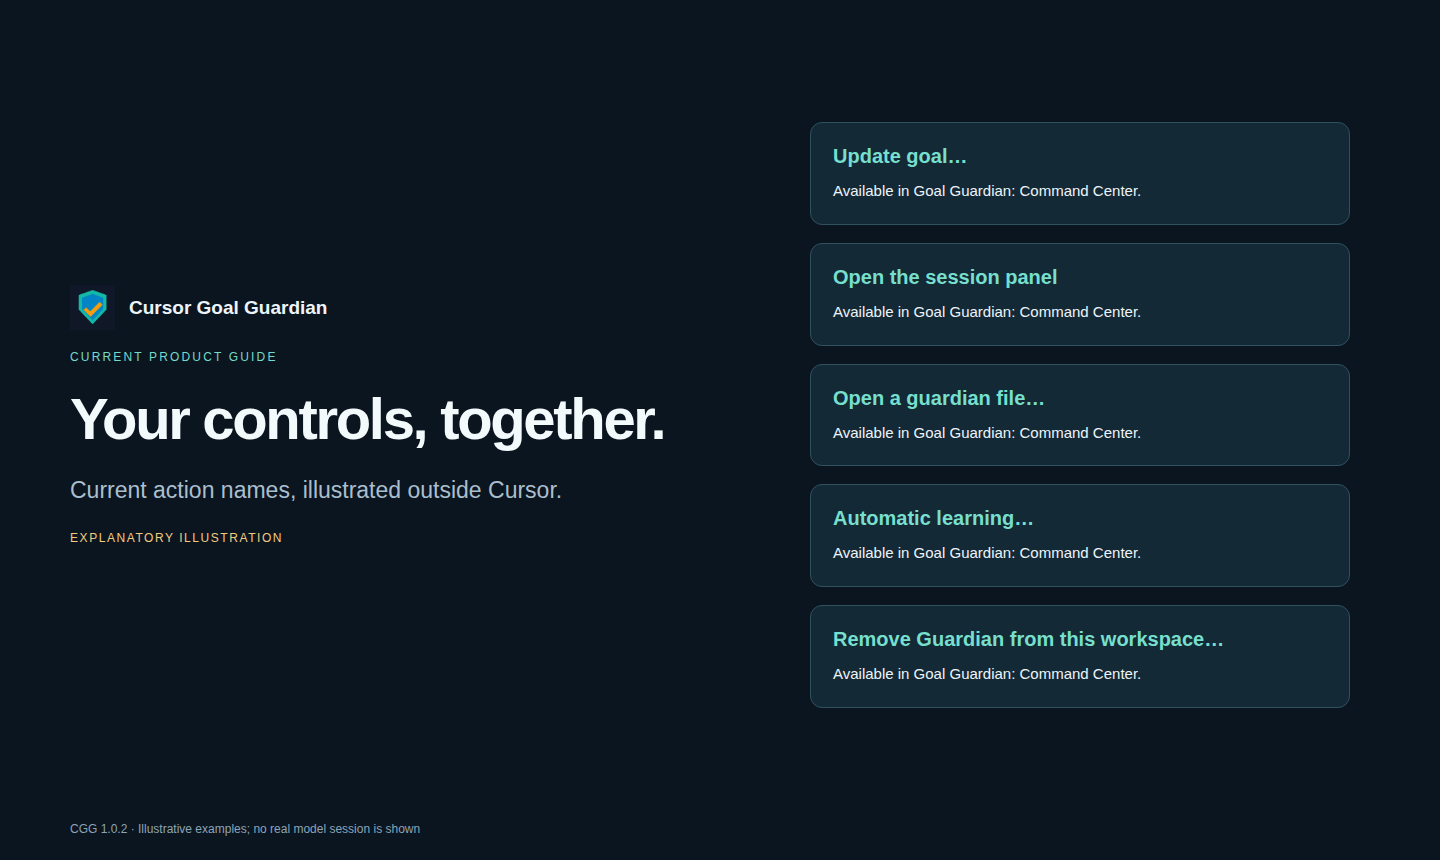 Cursor Goal Guardian
CURRENT PRODUCT GUIDE
Your controls, together.
Current action names, illustrated outside Cursor.
EXPLANATORY ILLUSTRATION
Update goal…
Available in Goal Guardian: Command Center.
Open the session panel
Available in Goal Guardian: Command Center.
Open a guardian file…
Available in Goal Guardian: Command Center.
Automatic learning…
Available in Goal Guardian: Command Center.
Remove Guardian from this workspace…
Available in Goal Guardian: Command Center.
CGG 1.0.2 · Illustrative examples; no real model session is shown